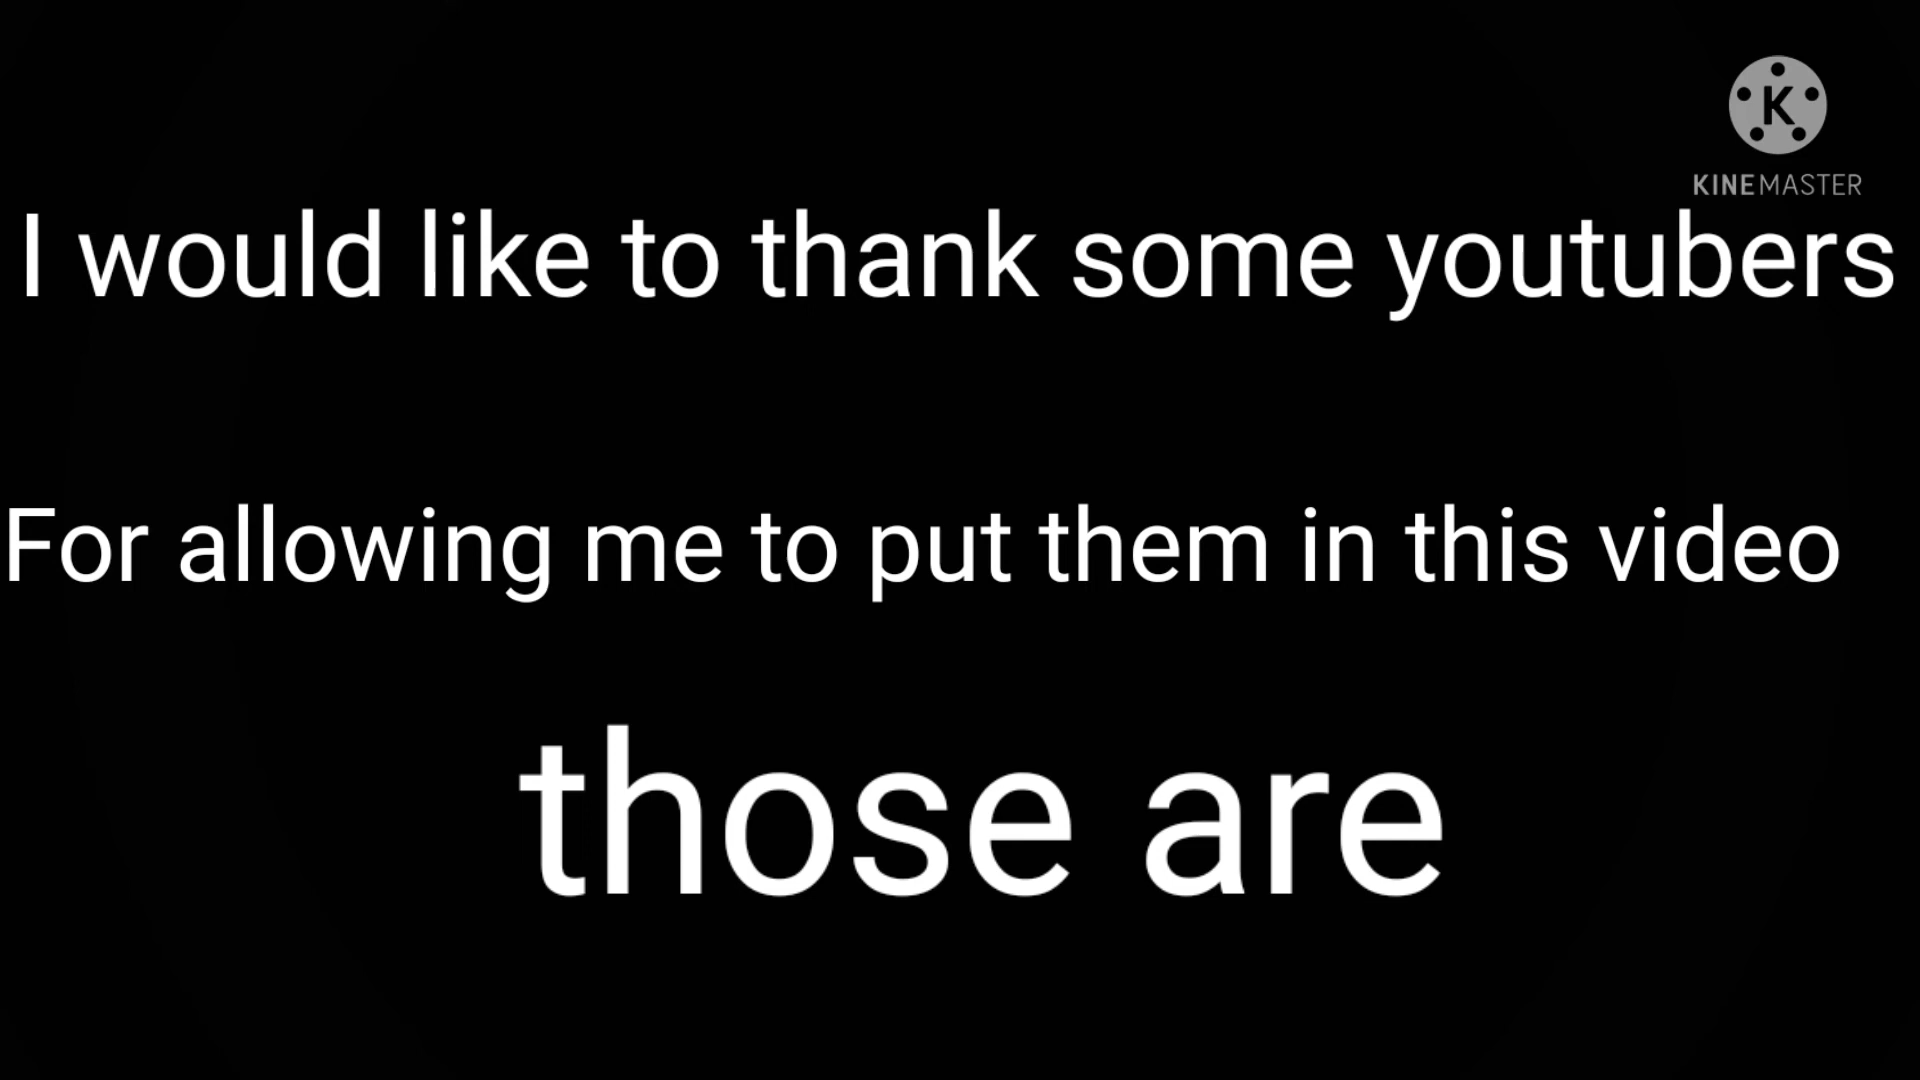 K
KINEMASTER
I would like to thank some youtubers
For allowing me to put them in this video
those are